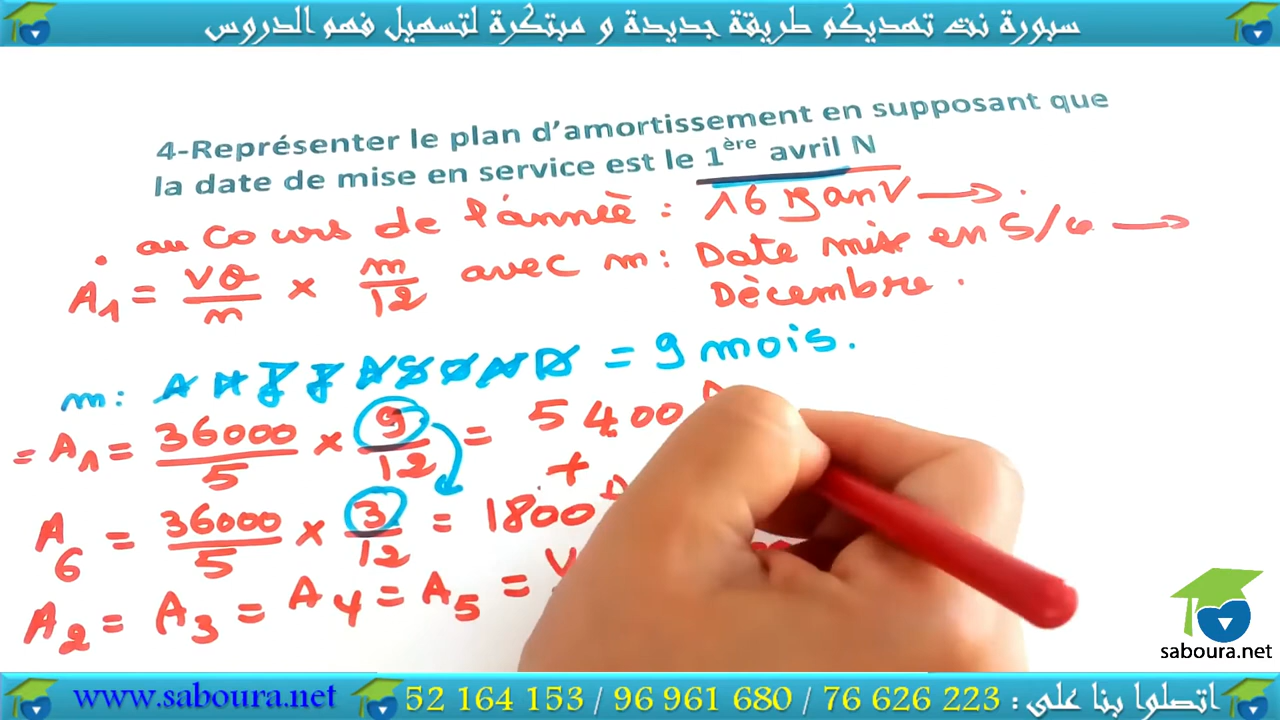 سبورة نت تهديكم طريقة جديدة و مبتكرة لتسهيل فهم الدروس
4-Représenter le plan d'amortissement en supposant que
la date de mise en service est le 1ère avril N
au cours de l'année : 16 Janv →
A1 = VO/n × m/12 avec m : Date mise en S/ce →
Décembre.
m : A M J J A S O N D = 9 mois.
= A1 = 36000/5 × 9/12 = 5400
+
A6 = 36000/5 × 3/12 = 1800
A2 = A3 = A4 = A5 =
saboura.net
www.saboura.net 52 164 153 / 96 961 680 / 76 626 223 اتصلوا بنا على :